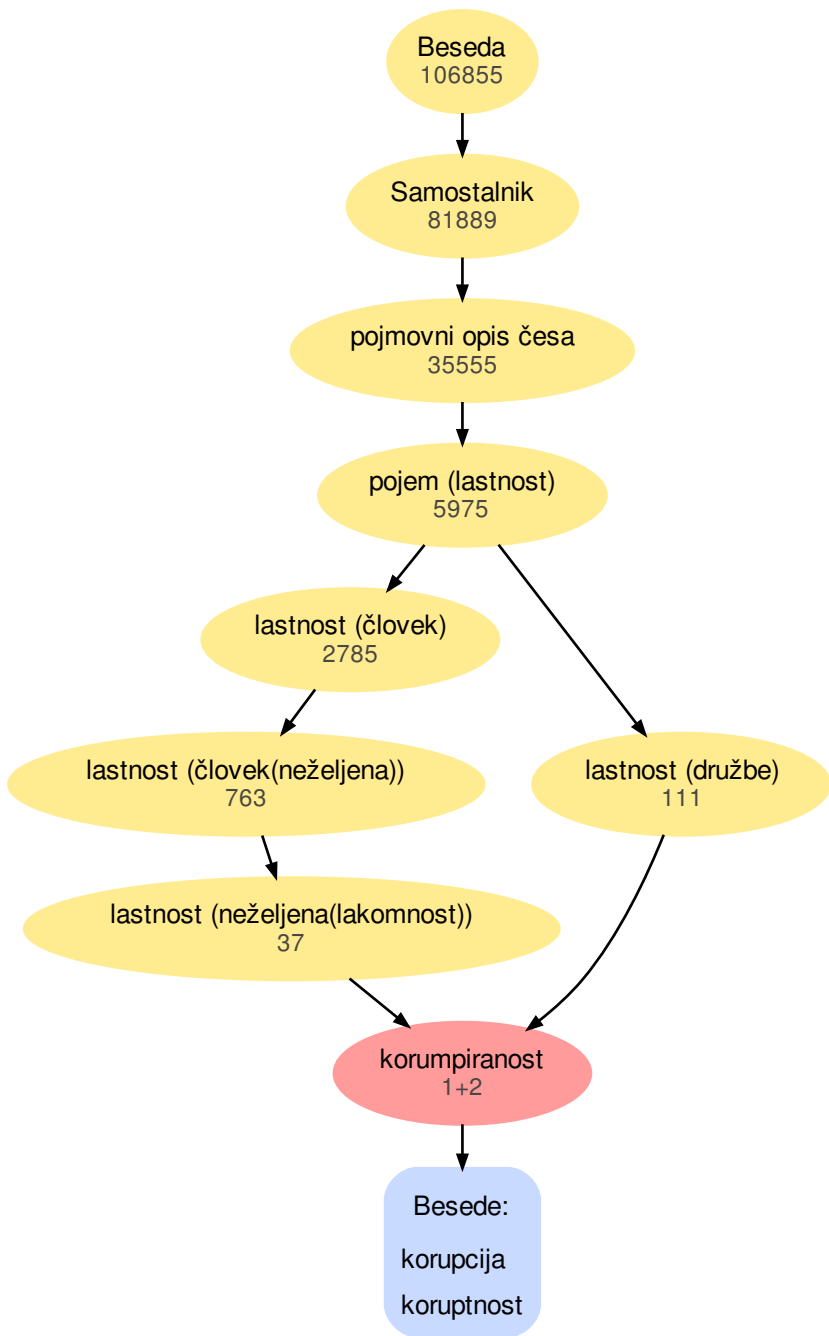 Beseda
106855
Samostalnik
81889
pojmovni opis česa
35555
pojem (lastnost)
5975
lastnost (človek)
2785
lastnost (človek(neželjena))
763
lastnost (družbe)
111
lastnost (neželjena(lakomnost))
37
korumpiranost
1+2
Besede:
korupcija
koruptnost